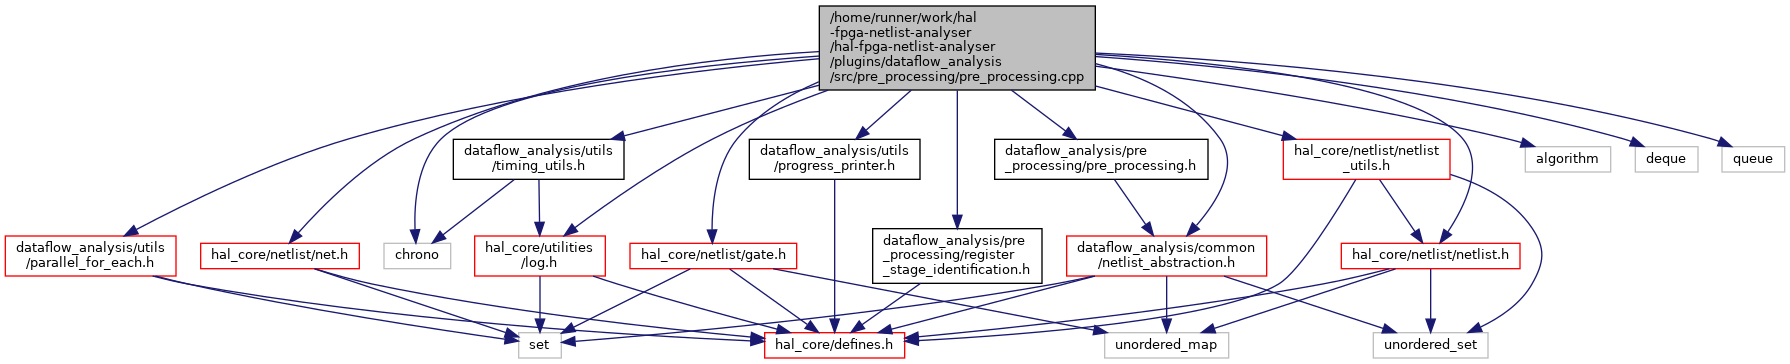 /home/runner/work/hal
-fpga-netlist-analyser
/hal-fpga-netlist-analyser
/plugins/dataflow_analysis
/src/pre_processing/pre_processing.cpp
dataflow_analysis/utils
/timing_utils.h
dataflow_analysis/utils
/progress_printer.h
dataflow_analysis/pre
_processing/pre_processing.h
hal_core/netlist/netlist
_utils.h
algorithm
deque
queue
dataflow_analysis/utils
/parallel_for_each.h
hal_core/netlist/net.h
chrono
hal_core/utilities
/log.h
hal_core/netlist/gate.h
dataflow_analysis/pre
_processing/register
_stage_identification.h
dataflow_analysis/common
/netlist_abstraction.h
hal_core/netlist/netlist.h
set
hal_core/defines.h
unordered_map
unordered_set